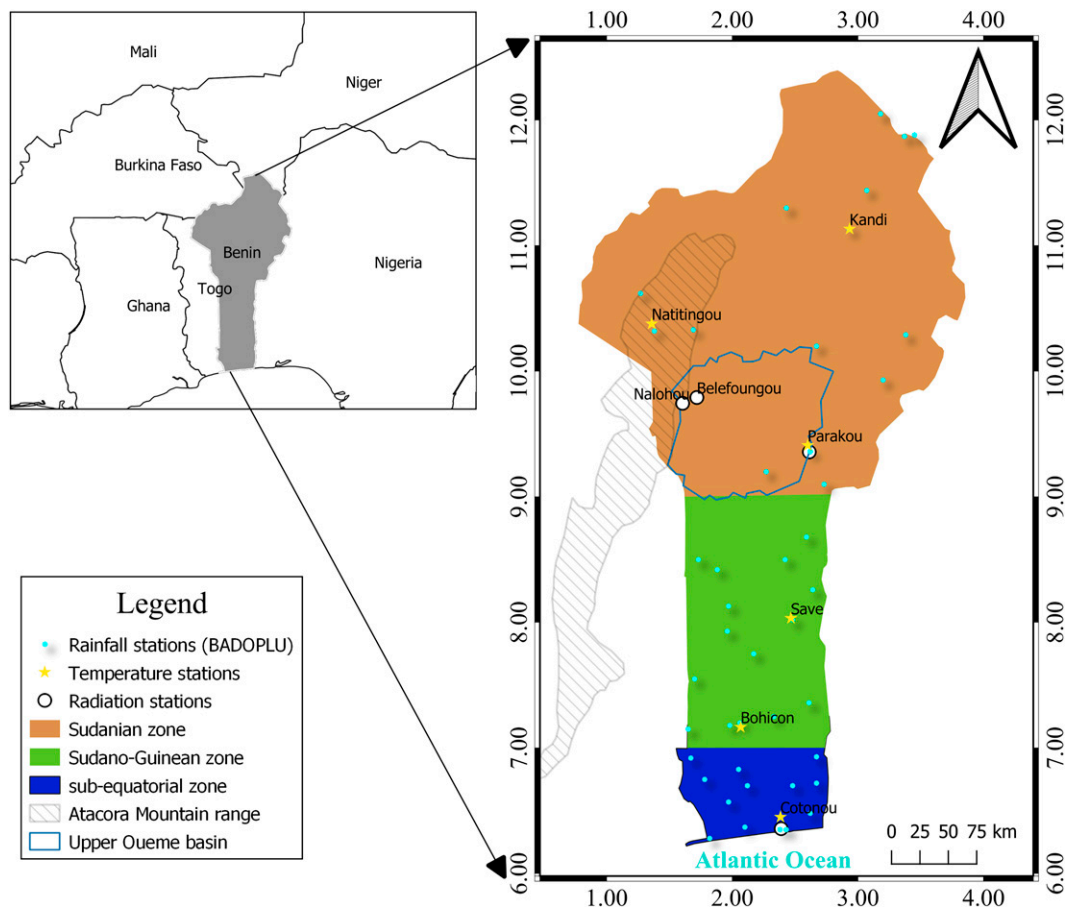 Mali
Niger
Burkina Faso
Benin
Nigeria
Togo
Ghana
Legend
Rainfall stations (BADOPLU)
Temperature stations
Radiation stations
Sudanian zone
Sudano-Guinean zone
sub-equatorial zone
Atacora Mountain range
Upper Oueme basin
1.00 2.00 3.00 4.00
12.00 12.00
11.00 11.00
10.00 10.00
9.00 9.00
8.00 8.00
7.00 7.00
6.00 6.00
Kandi
Natitingou
Nalohou Belefoungou
Parakou
Save
Bohicon
Cotonou
0 25 50 75 km
Atlantic Ocean
1.00 2.00 3.00 4.00